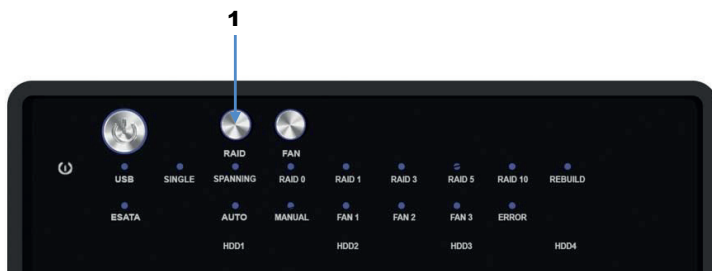 1
RAID FAN
USB SINGLE SPANNING RAID 0 RAID 1 RAID 3 RAID 5 RAID 10 REBUILD
ESATA AUTO MANUAL FAN 1 FAN 2 FAN 3 ERROR
HDD1 HDD2 HDD3 HDD4